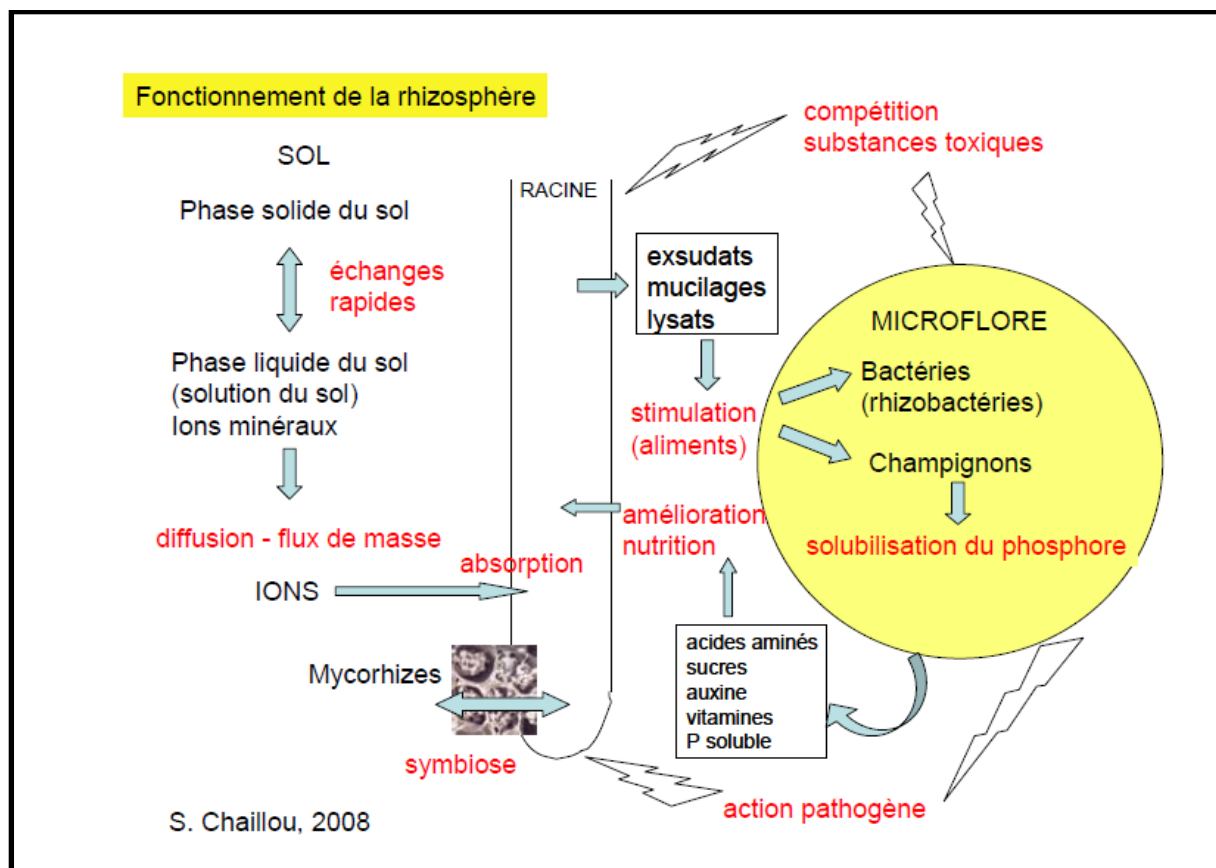 Fonctionnement de la rhizosphère
SOL
Phase solide du sol
échanges
rapides
Phase liquide du sol
(solution du sol)
Ions minéraux
diffusion - flux de masse
absorption
IONS
Mycorhizes
symbiose
S. Chaillou, 2008
RACINE
exsudats
mucilages
lysats
stimulation
(aliments)
amélioration
nutrition
acides aminés
sucres
auxine
vitamines
P soluble
action pathogène
compétition
substances toxiques
MICROFLORE
Bactéries
(rhizobactéries)
Champignons
solubilisation du phosphore